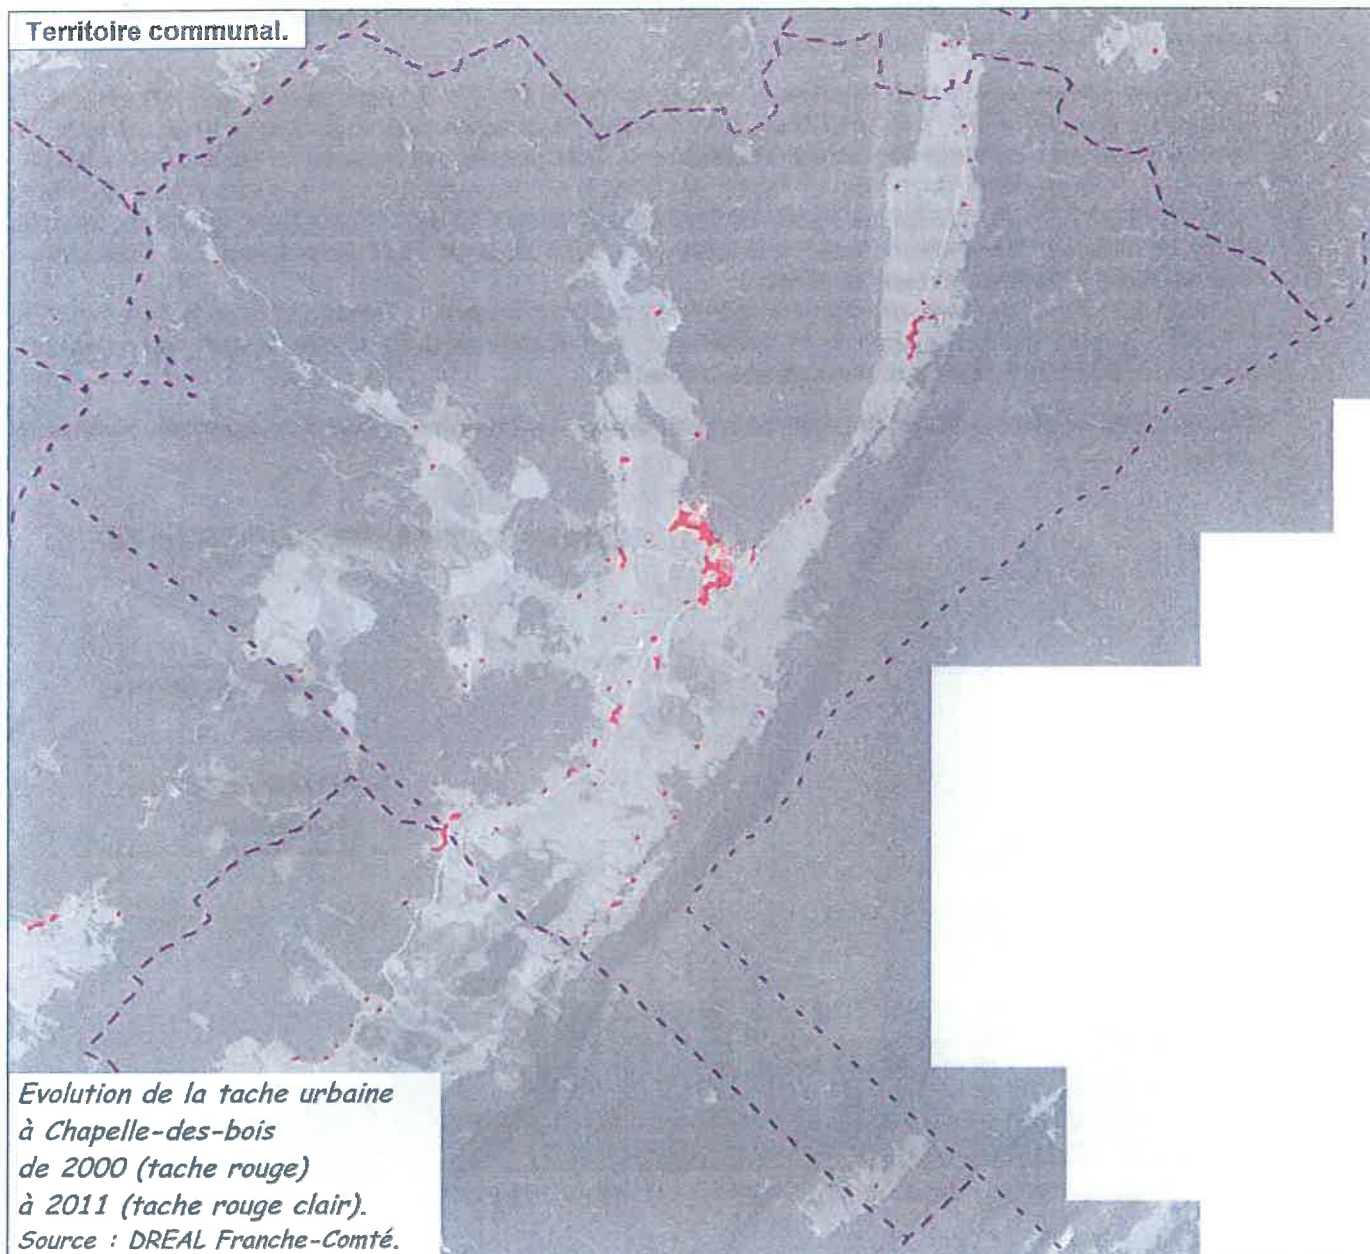 Territoire communal.
Evolution de la tache urbaine
à Chapelle-des-bois
de 2000 (tache rouge)
à 2011 (tache rouge clair).
Source : DREAL Franche-Comté.